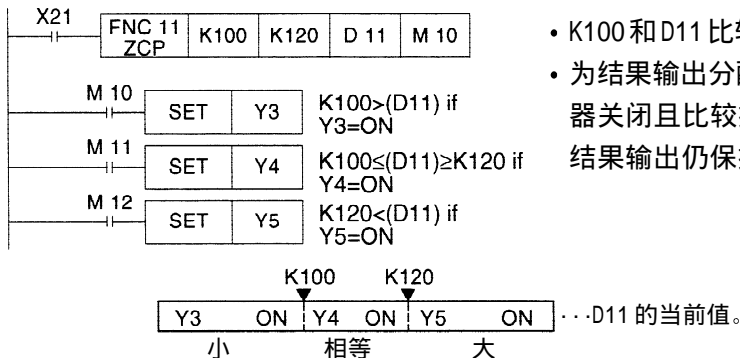 X21
FNC 11 ZCP K100 K120 D 11 M 10
M 10
SET Y3 K100>(D11) if
Y3=ON
M 11
SET Y4 K100≤(D11)≥K120 if
Y4=ON
M 12
SET Y5 K120<(D11) if
Y5=ON
K100 K120
Y3 ON Y4 ON Y5 ON ···D11 的当前值。
小 相等 大
• K100和D11比
• 为结果输出分
器关闭且比较
结果输出仍保